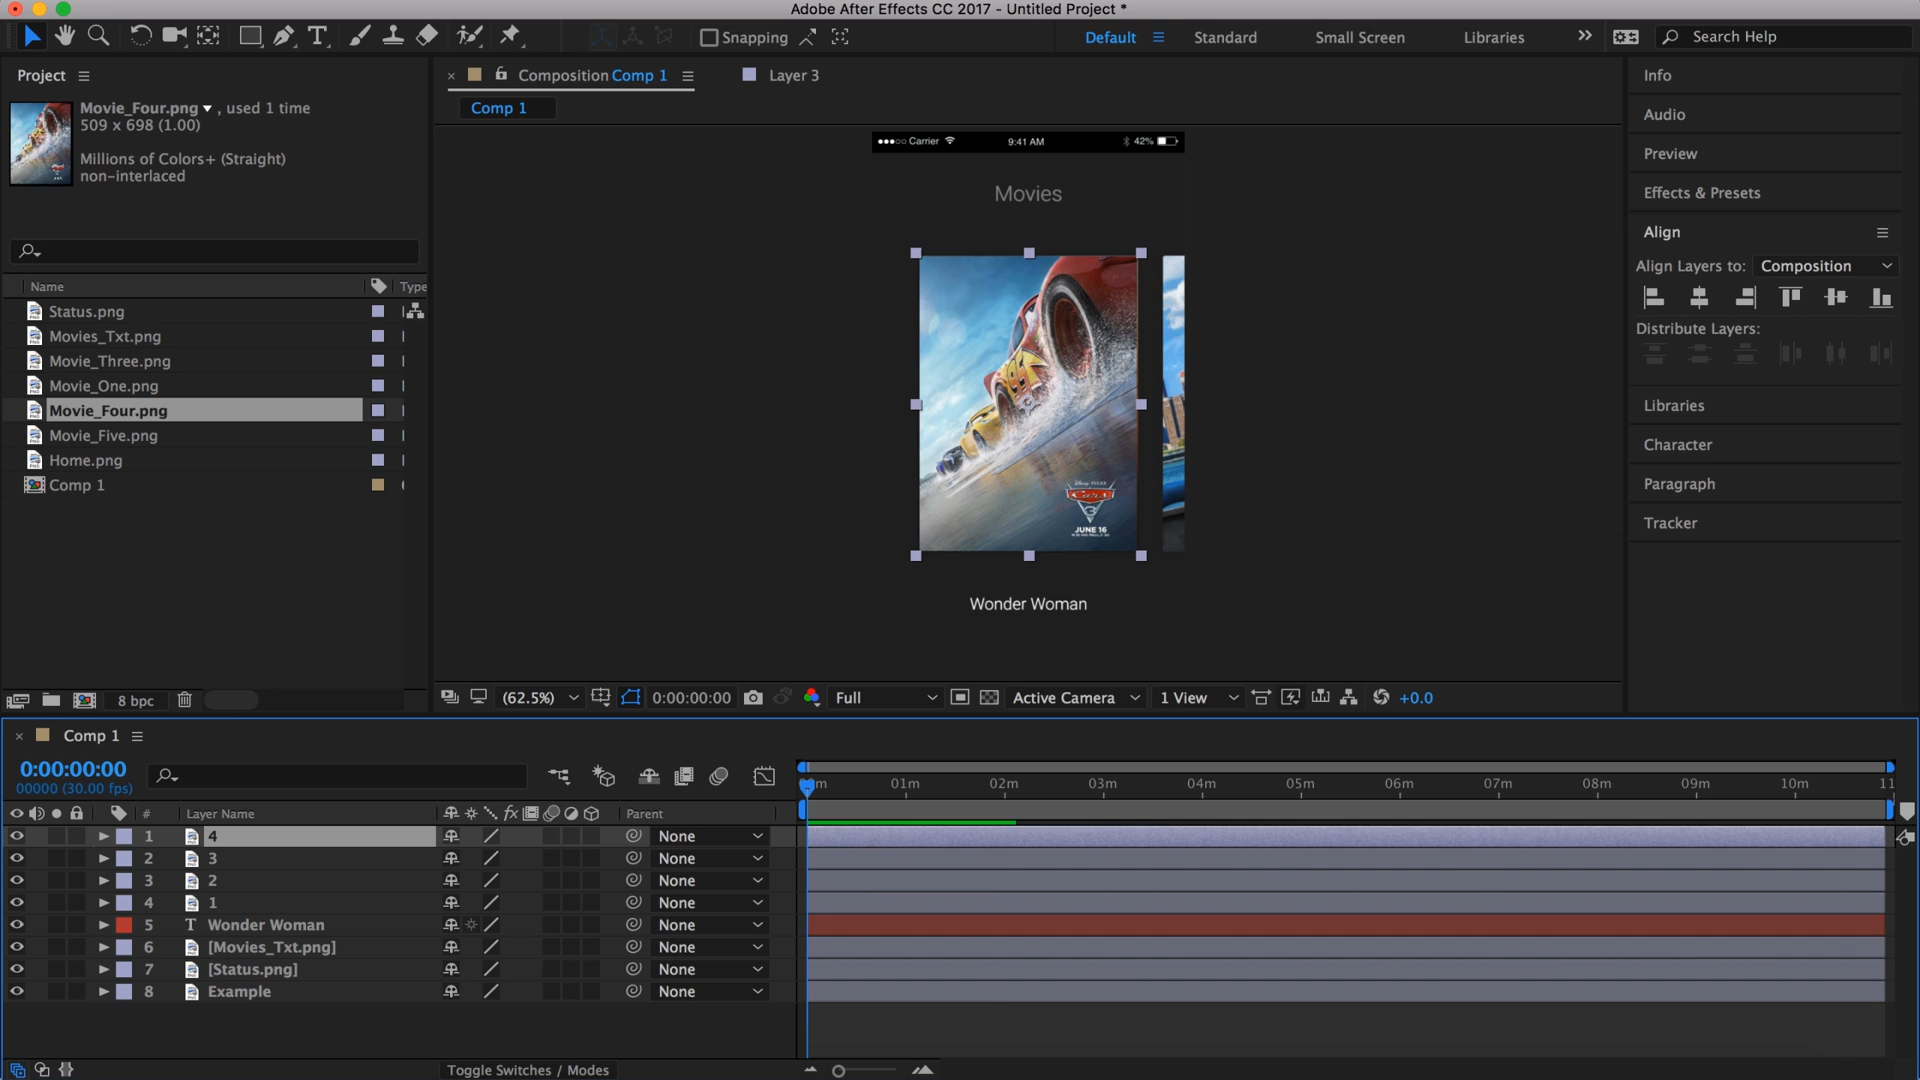 Adobe After Effects CC 2017 - Untitled Project *
Snapping
Default
Standard
Small Screen
Libraries
Search Help
Project
Movie_Four.png , used 1 time
509 x 698 (1.00)
Millions of Colors+ (Straight)
non-interlaced
Name
Type
Status.png
Movies_Txt.png
Movie_Three.png
Movie_One.png
Movie_Four.png
Movie_Five.png
Home.png
Comp 1
8 bpc
Composition Comp 1
Layer 3
Comp 1
Carrier
9:41 AM
42%
Movies
Disney PIXAR
Cars
3
JUNE 16
Wonder Woman
(62.5%)
0:00:00:00
Full
Active Camera
1 View
+0.0
Info
Audio
Preview
Effects & Presets
Align
Align Layers to: Composition
Distribute Layers:
Libraries
Character
Paragraph
Tracker
Comp 1
0:00:00:00
00000 (30.00 fps)
01m 02m 03m 04m 05m 06m 07m 08m 09m 10m 11
# Layer Name
Parent
1 4 None
2 3 None
3 2 None
4 1 None
5 T Wonder Woman None
6 [Movies_Txt.png] None
7 [Status.png] None
8 Example None
Toggle Switches / Modes